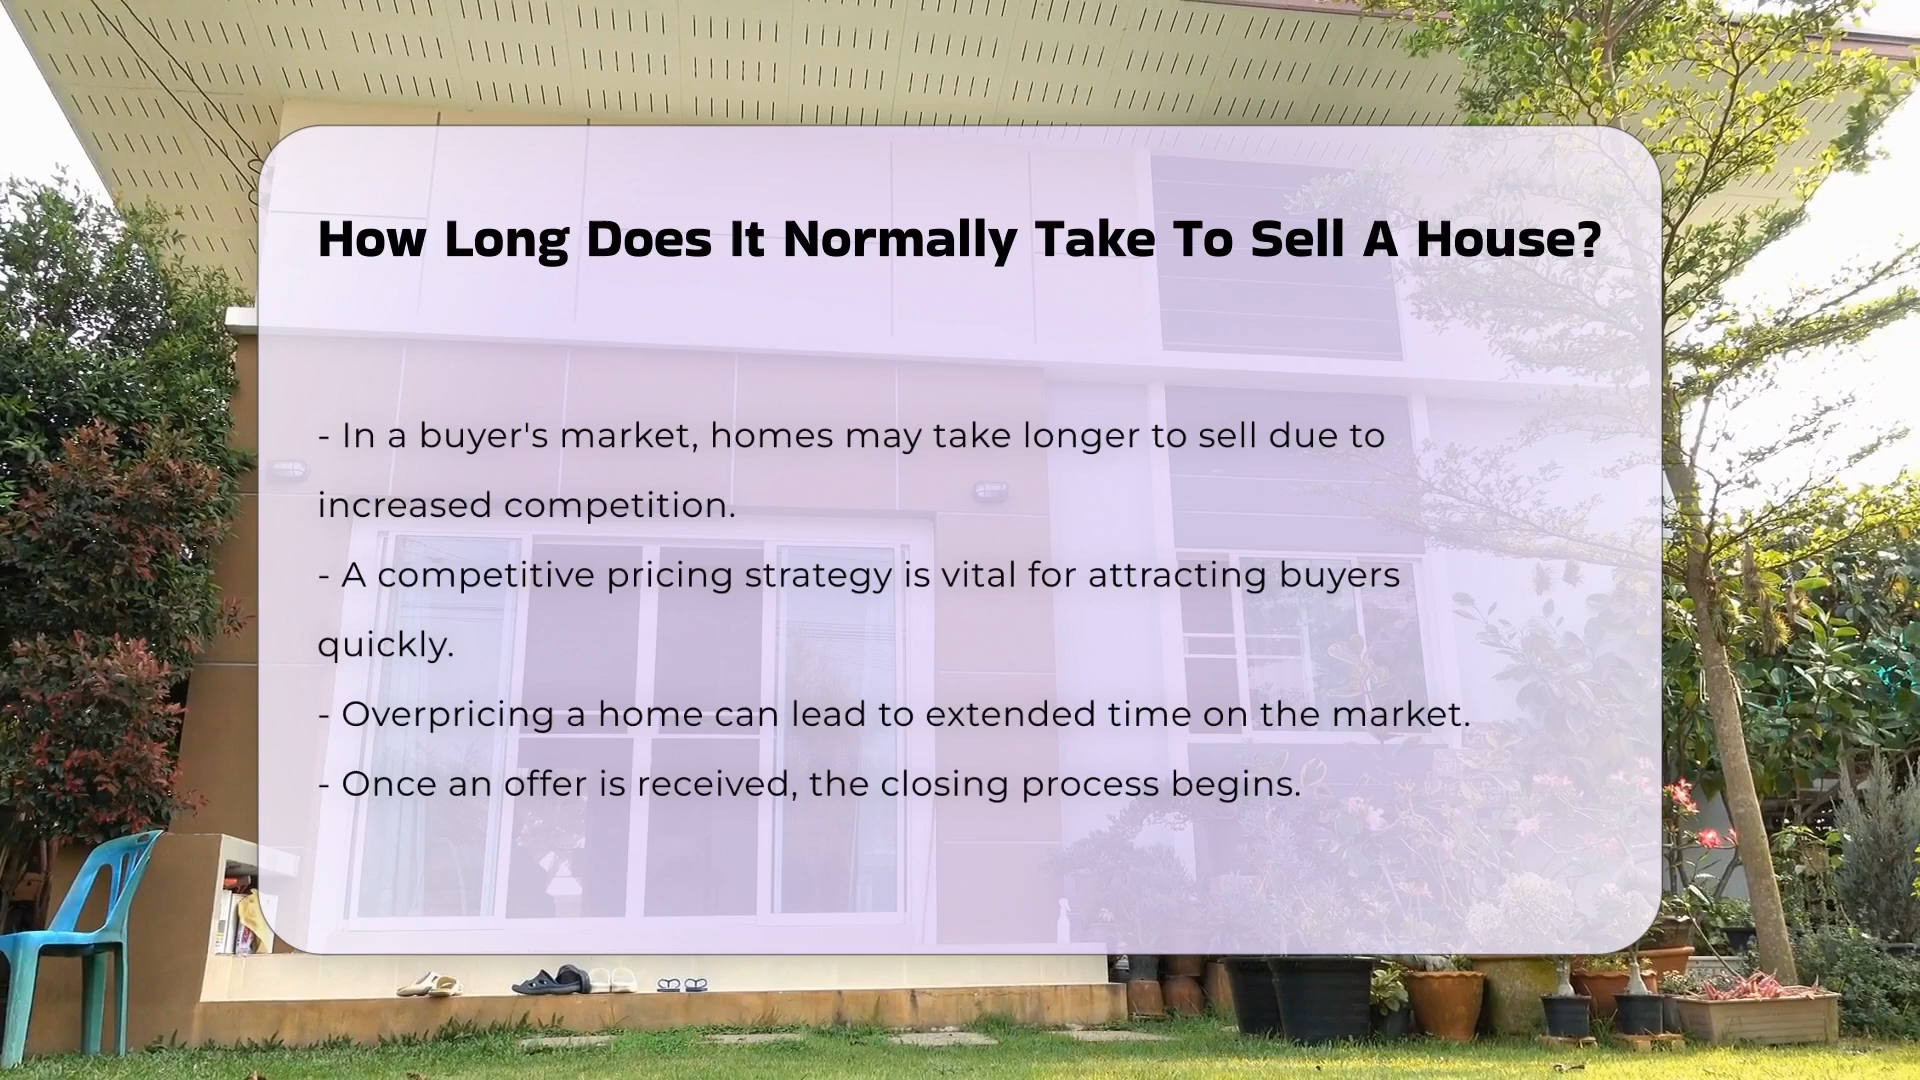 How Long Does It Normally Take To Sell A House?
- In a buyer's market, homes may take longer to sell due to
increased competition.
- A competitive pricing strategy is vital for attracting buyers
quickly.
- Overpricing a home can lead to extended time on the market.
- Once an offer is received, the closing process begins.